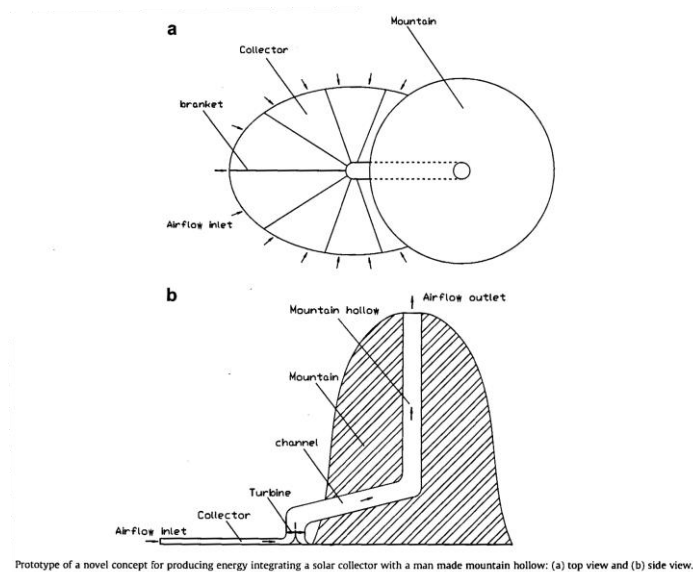 a
Mountain
Collector
branket
Airflow inlet
b
Airflow outlet
Mountain hollow
Mountain
channel
Turbine
Collector
Airflow inlet
Prototype of a novel concept for producing energy integrating a solar collector with a man made mountain hollow: (a) top view and (b) side view.